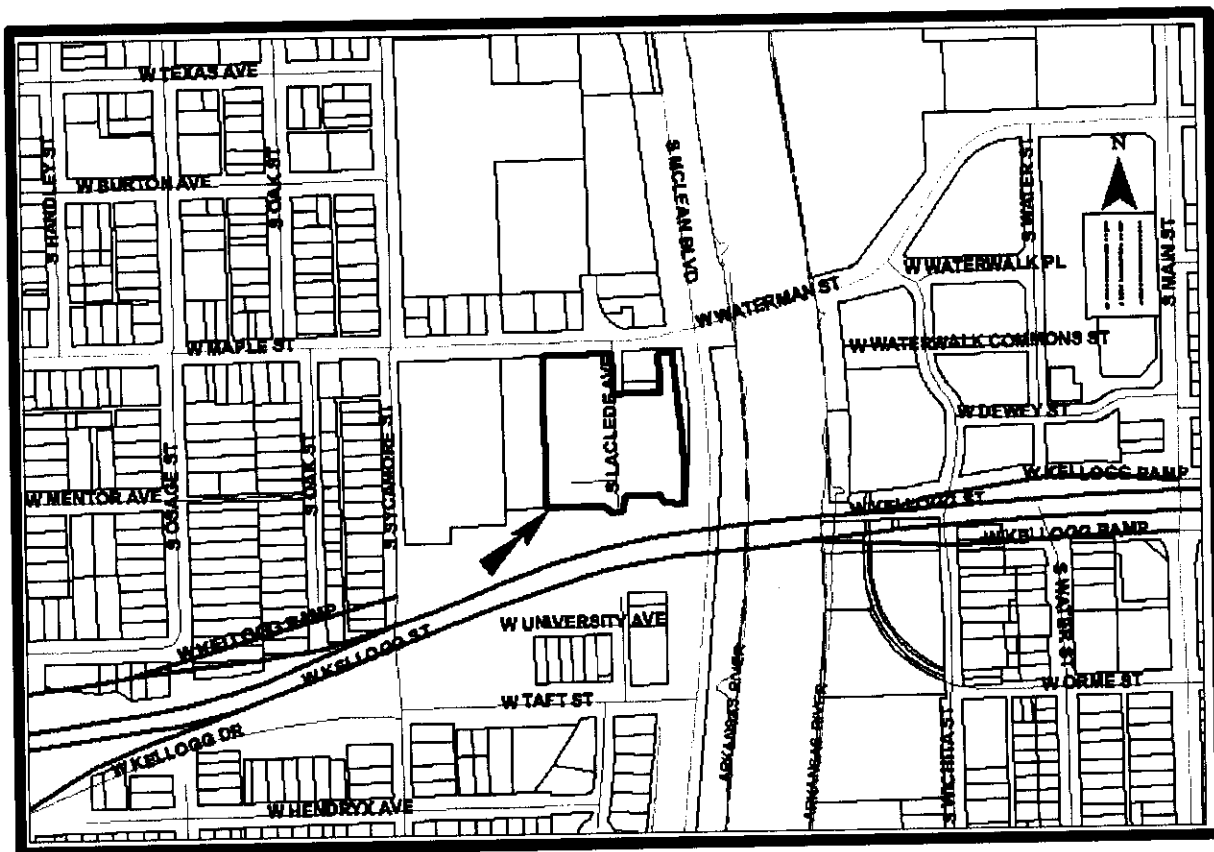 W TEXAS AVE
S HANDLEY ST
W BURTON AVE
S OAK ST
S MCLEAN BLVD
S WATER ST
N
W WATERWALK PL
S MAIN ST
W WATERMAN ST
W MAPLE ST
W WATERWALK COMMONS ST
S LACLEDE AVE
W DEWEY ST
S SYCAMORE ST
S OSAGE ST
S OAK ST
W MENTOR AVE
W KELLOGG RAMP
W KELLOGG ST
W KELLOGG RAMP
S WATER ST
W KELLOGG RAMP
W UNIVERSITY AVE
W KELLOGG ST
ARKANSAS RIVER
ARKANSAS RIVER
W ORME ST
W TAFT ST
S WICHITA ST
W KELLOGG DR
W HENDRYX AVE